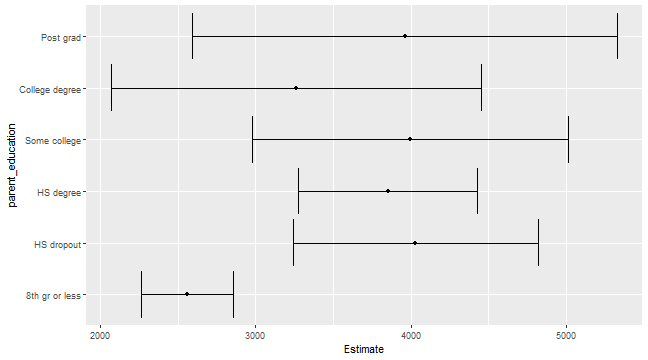 Post grad
College degree
Some college
HS degree
HS dropout
8th gr or less
parent_education
2000 3000 4000 5000
Estimate